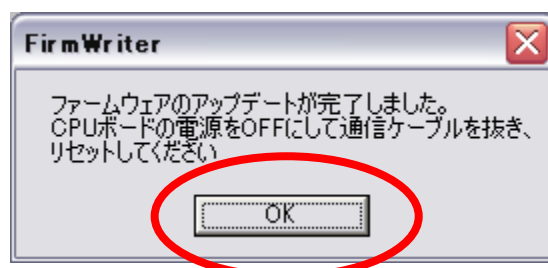 FirmWriter
ファームウェアのアップデートが完了しました。
CPUボードの電源をOFFにして通信ケーブルを抜き、
リセットしてください
OK